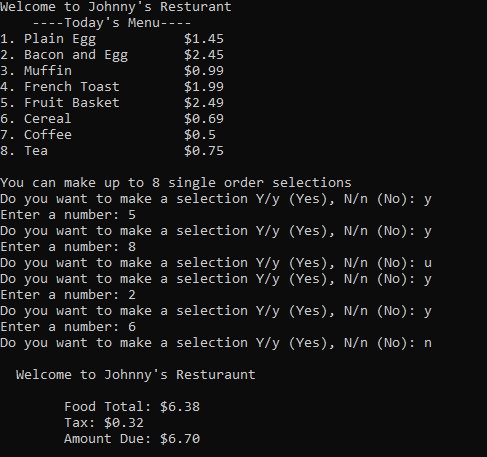 Welcome to Johnny's Resturant
----Today's Menu----
1. Plain Egg $1.45
2. Bacon and Egg $2.45
3. Muffin $0.99
4. French Toast $1.99
5. Fruit Basket $2.49
6. Cereal $0.69
7. Coffee $0.5
8. Tea $0.75
You can make up to 8 single order selections
Do you want to make a selection Y/y (Yes), N/n (No): y
Enter a number: 5
Do you want to make a selection Y/y (Yes), N/n (No): y
Enter a number: 8
Do you want to make a selection Y/y (Yes), N/n (No): u
Do you want to make a selection Y/y (Yes), N/n (No): y
Enter a number: 2
Do you want to make a selection Y/y (Yes), N/n (No): y
Enter a number: 6
Do you want to make a selection Y/y (Yes), N/n (No): n
Welcome to Johnny's Resturaunt
Food Total: $6.38
Tax: $0.32
Amount Due: $6.70